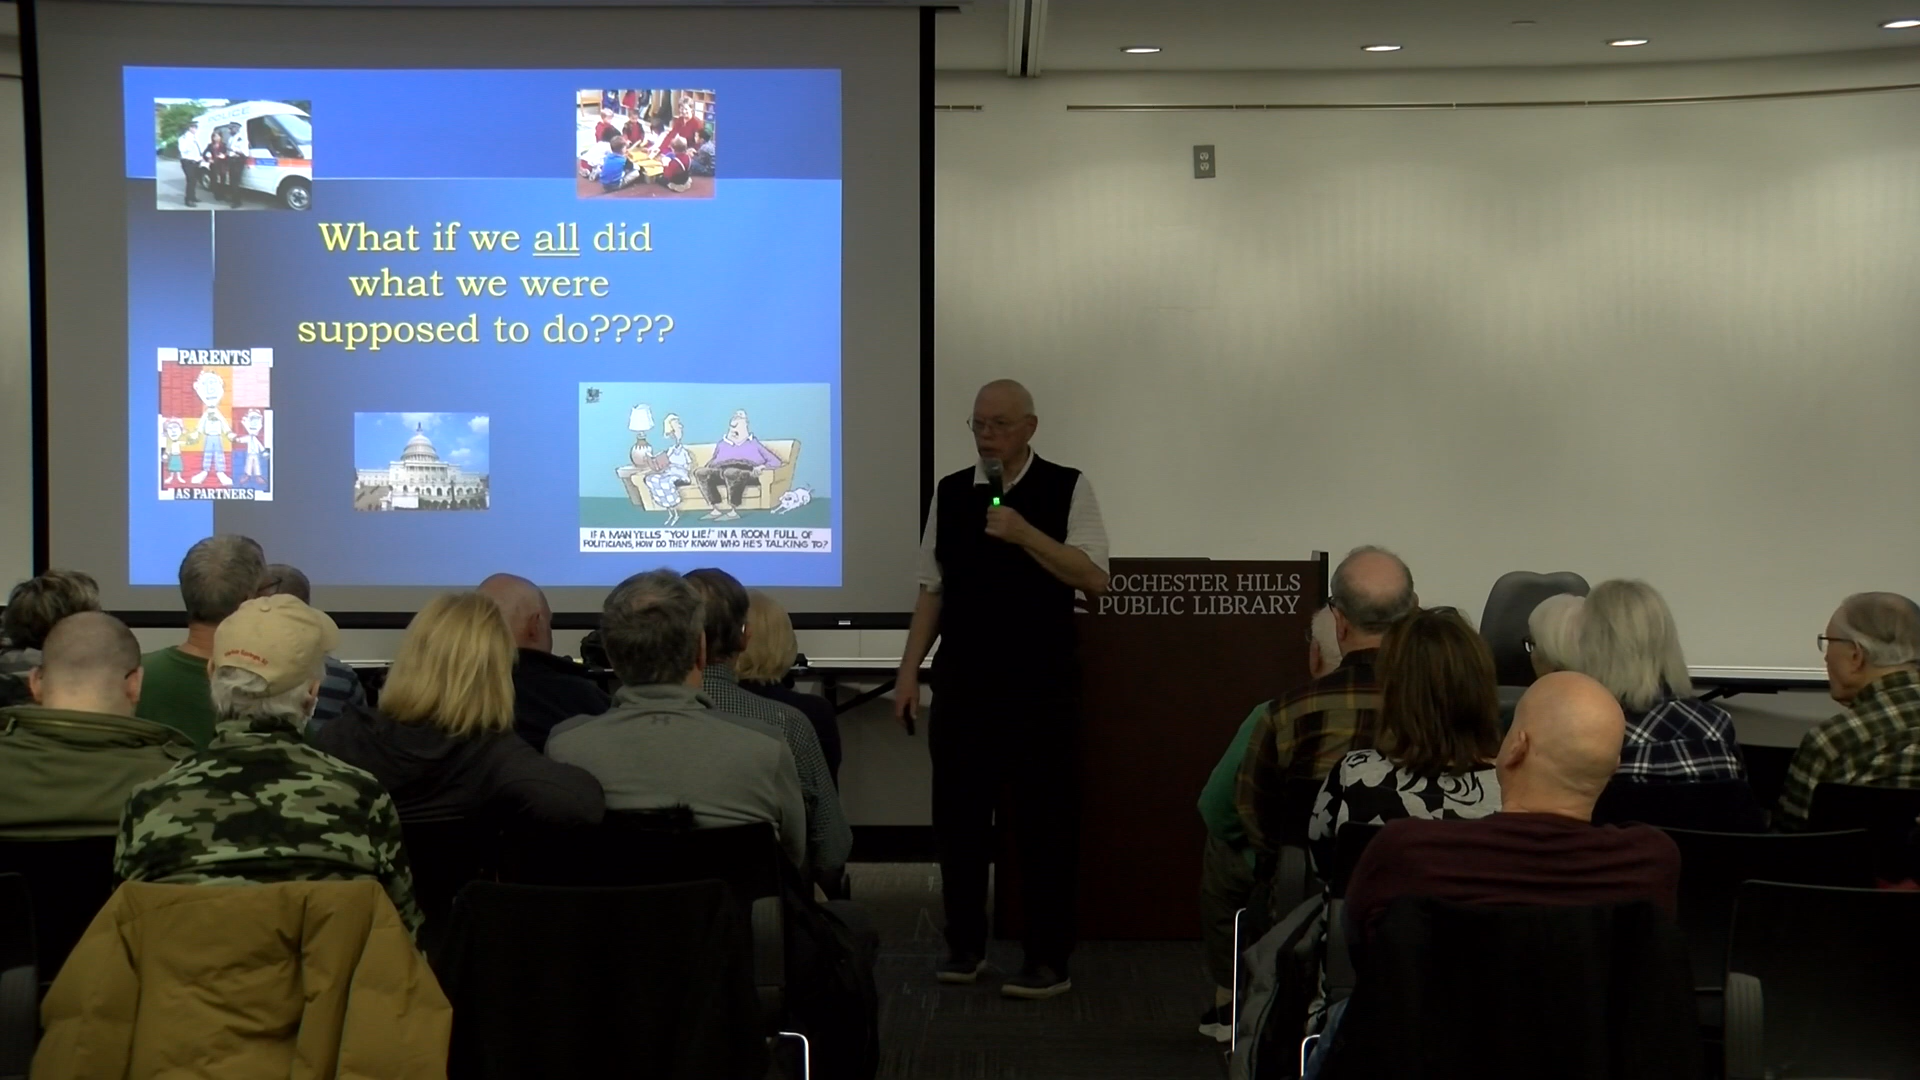 POLICE
What if we all did
what we were
supposed to do????
PARENTS
AS PARTNERS
IF A MAN YELLS "YOU LIE!" IN A ROOM FULL OF
POLITICIANS, HOW DO THEY KNOW WHO HE'S TALKING TO?
ROCHESTER HILLS
PUBLIC LIBRARY